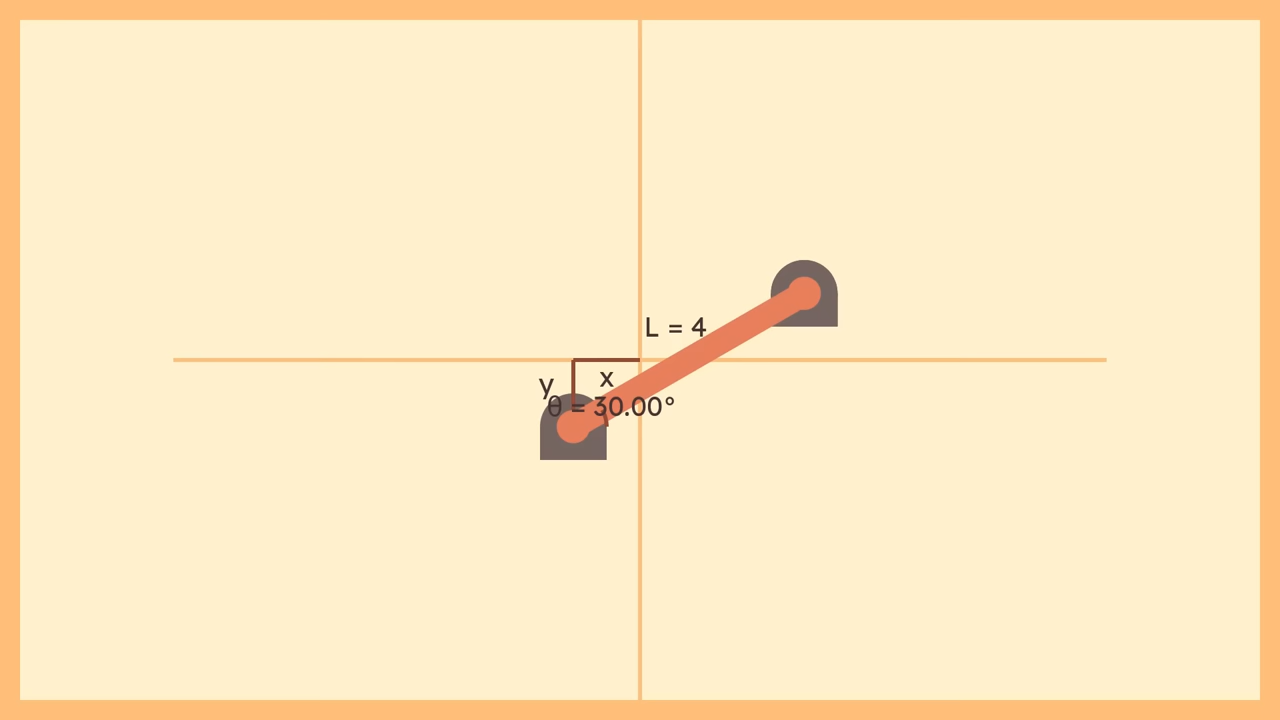 L = 4
x
y
θ = 30.00°